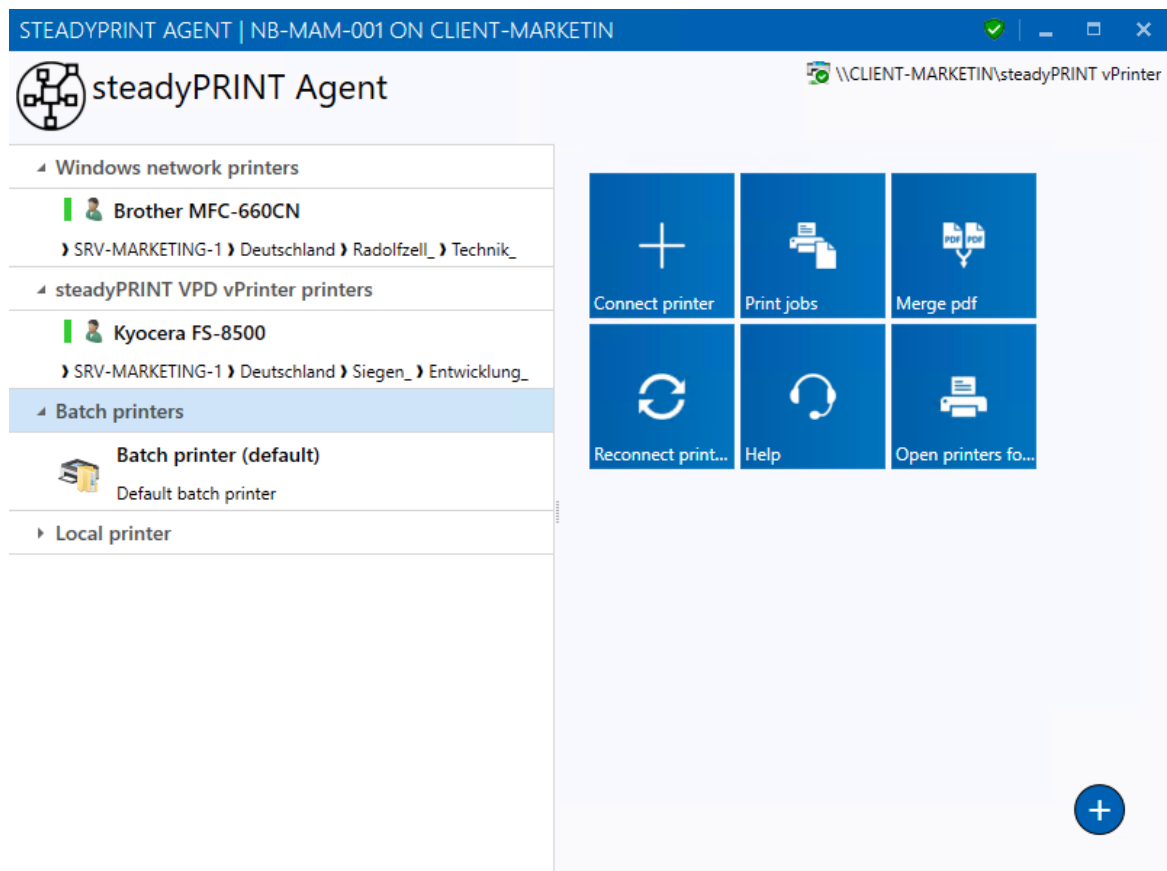 STEADYPRINT AGENT | NB-MAM-001 ON CLIENT-MARKETIN
steadyPRINT Agent
\\CLIENT-MARKETIN\steadyPRINT vPrinter
Windows network printers
Brother MFC-660CN
SRV-MARKETING-1 Deutschland Radolfzell_ Technik_
steadyPRINT VPD vPrinter printers
Kyocera FS-8500
SRV-MARKETING-1 Deutschland Siegen_ Entwicklung_
Batch printers
Batch printer (default)
Default batch printer
Local printer
Connect printer
Print jobs
PDF PDF
Merge pdf
Reconnect print...
Help
Open printers fo...